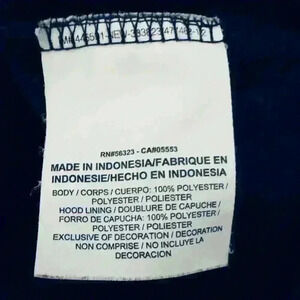 RN#56323 - CA#05553
MADE IN INDONESIA/FABRIQUE EN
INDONESIE/HECHO EN INDONESIA
BODY / CORPS / CUERPO: 100% POLYESTER
/ POLYESTER / POLIESTER
HOOD LINING / DOUBLURE DE CAPUCHE /
FORRO DE CAPUCHA: 100% POLYESTER
/ POLYESTER / POLIESTER
EXCLUSIVE OF DECORATION / DECORATION
NON COMPRISE / NO INCLUYE LA
DECORACION